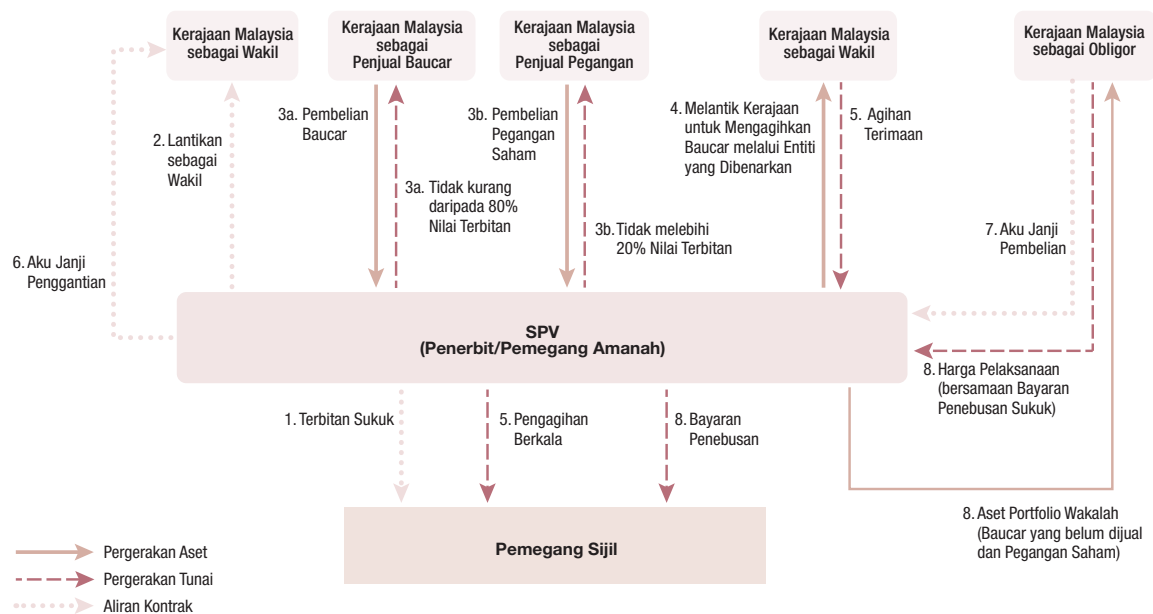 Kerajaan Malaysia
sebagai Wakil
Kerajaan Malaysia
sebagai
Penjual Baucar
Kerajaan Malaysia
sebagai
Penjual Pegangan
Kerajaan Malaysia
sebagai Wakil
Kerajaan Malaysia
sebagai Obligor
2. Lantikan
sebagai
Wakil
3a. Pembelian
Baucar
3a. Tidak kurang
daripada 80%
Nilai Terbitan
3b. Pembelian
Pegangan
Saham
3b. Tidak melebihi
20% Nilai Terbitan
4. Melantik Kerajaan
untuk Mengagihkan
Baucar melalui Entiti
yang Dibenarkan
5. Agihan
Terimaan
7. Aku Janji
Pembelian
6. Aku Janji
Penggantian
SPV
(Penerbit/Pemegang Amanah)
8. Harga Pelaksanaan
(bersamaan Bayaran
Penebusan Sukuk)
1. Terbitan Sukuk
5. Pengagihan
Berkala
8. Bayaran
Penebusan
8. Aset Portfolio Wakalah
(Baucar yang belum dijual
dan Pegangan Saham)
Pemegang Sijil
Pergerakan Aset
Pergerakan Tunai
Aliran Kontrak